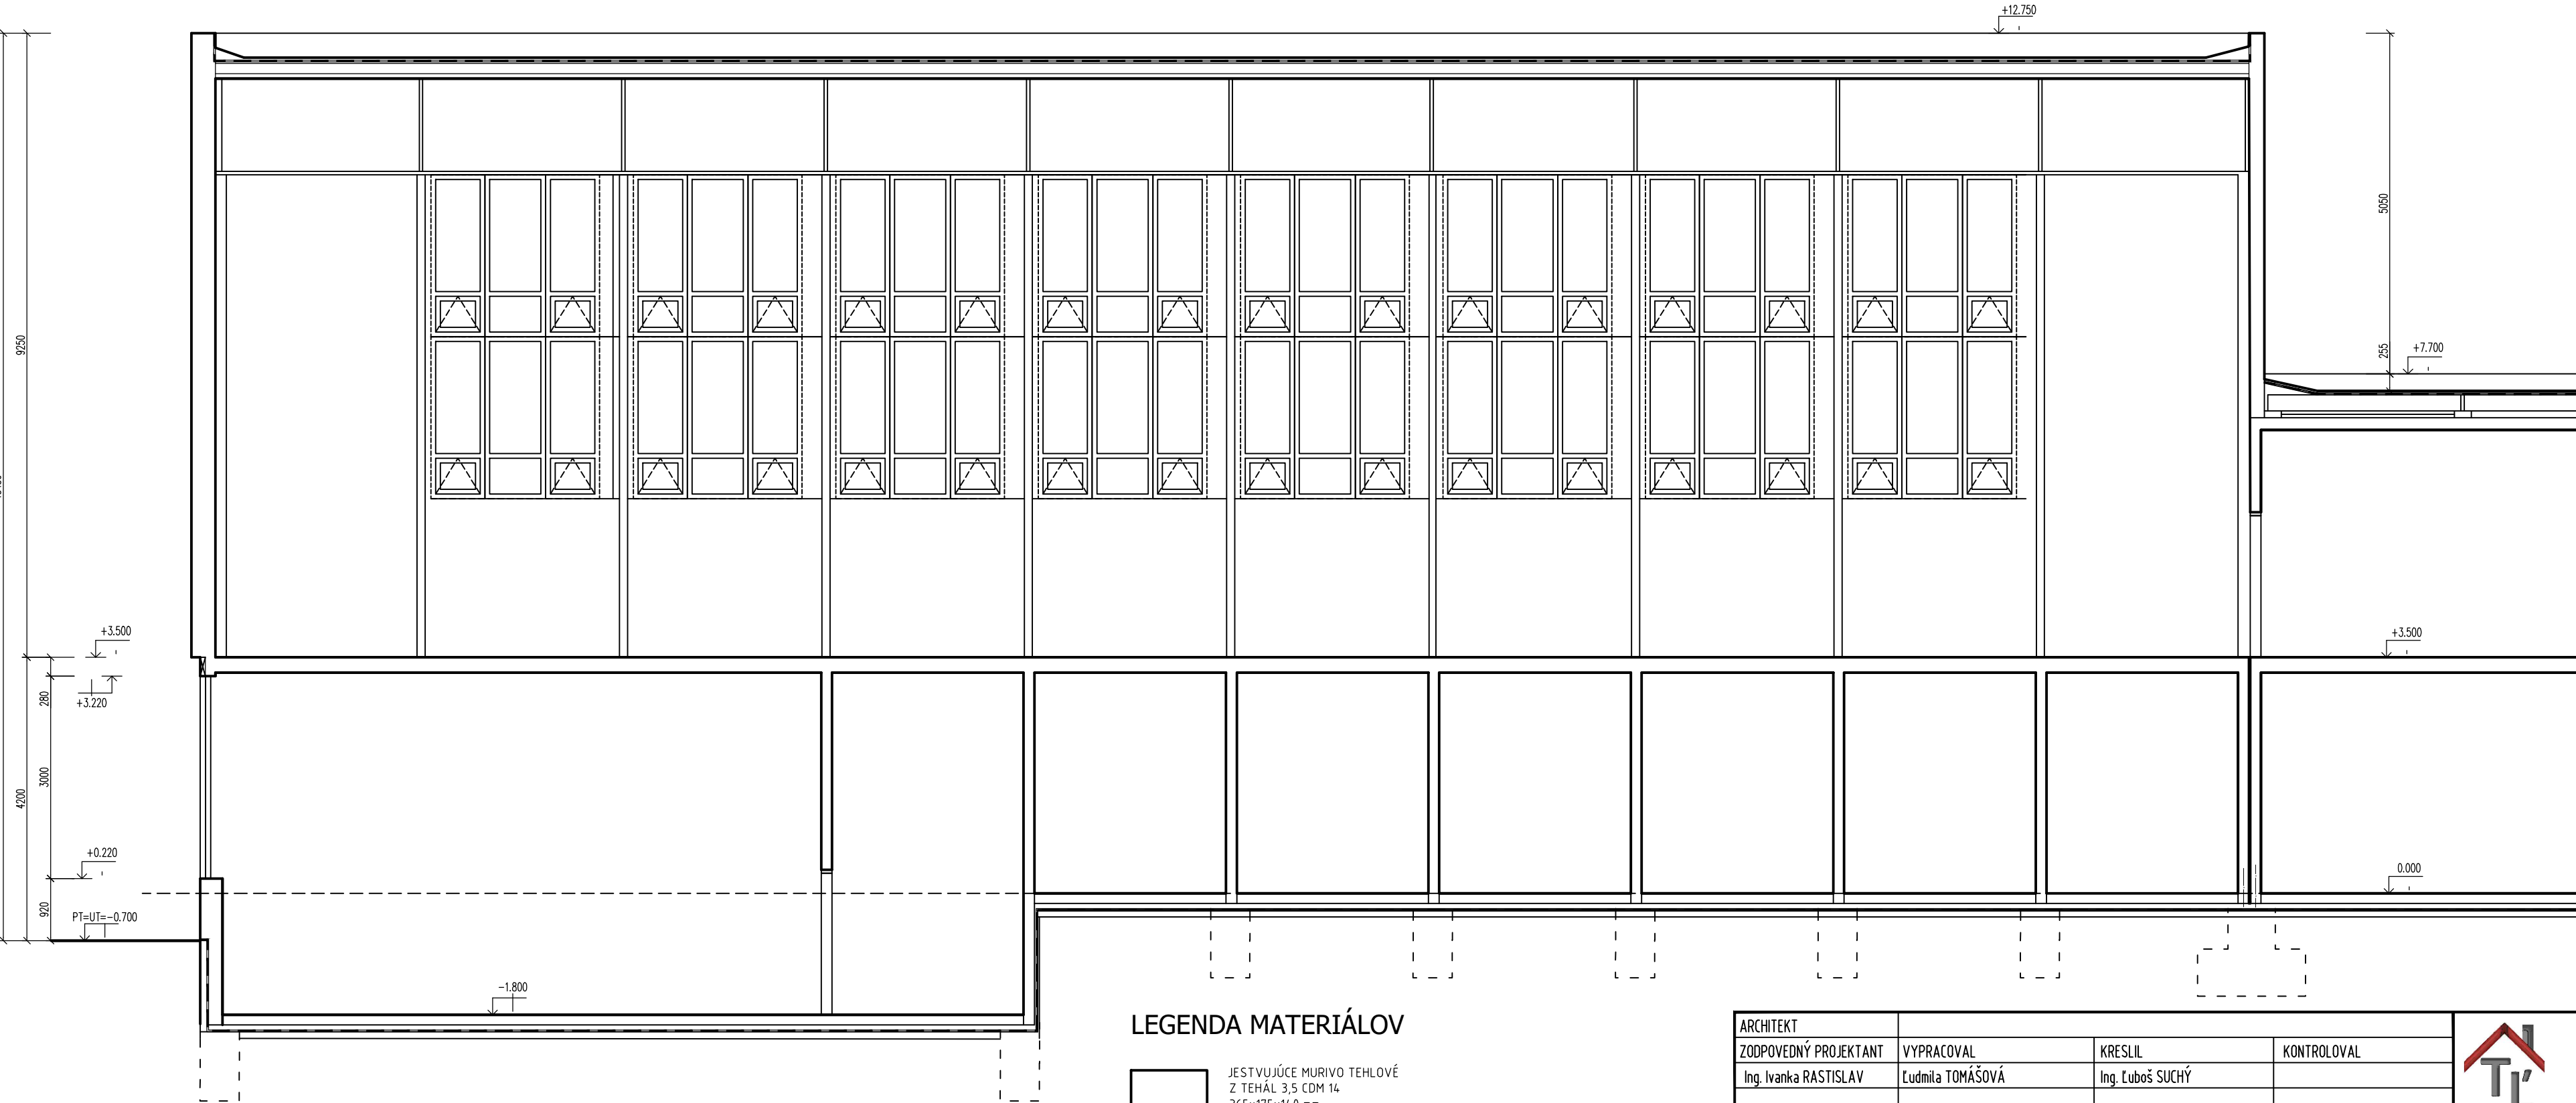 +12.750
5050
9250
255
+7.700
+3.500
+3.500
280
+3.220
3000
4200
+0.220
0.000
920
PT=UT=-0.700
-1.800
LEGENDA MATERIÁLOV
JESTVUJÚCE MURIVO TEHLOVÉ
Z TEHÁL 3,5 CDM 14
ARCHITEKT
ZODPOVEDNÝ PROJEKTANT VYPRACOVAL KRESLIL KONTROLOVAL
Ing. Ivanka RASTISLAV Ľudmila TOMÁŠOVÁ Ing. Ľuboš SUCHÝ